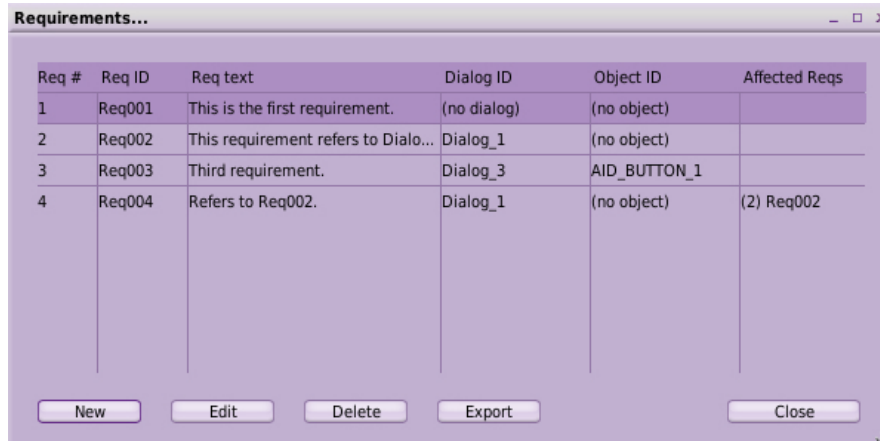 Requirements...
Req # Req ID Req text Dialog ID Object ID Affected Reqs
1 Req001 This is the first requirement. (no dialog) (no object)
2 Req002 This requirement refers to Dialo... Dialog_1 (no object)
3 Req003 Third requirement. Dialog_3 AID_BUTTON_1
4 Req004 Refers to Req002. Dialog_1 (no object) (2) Req002
New Edit Delete Export Close